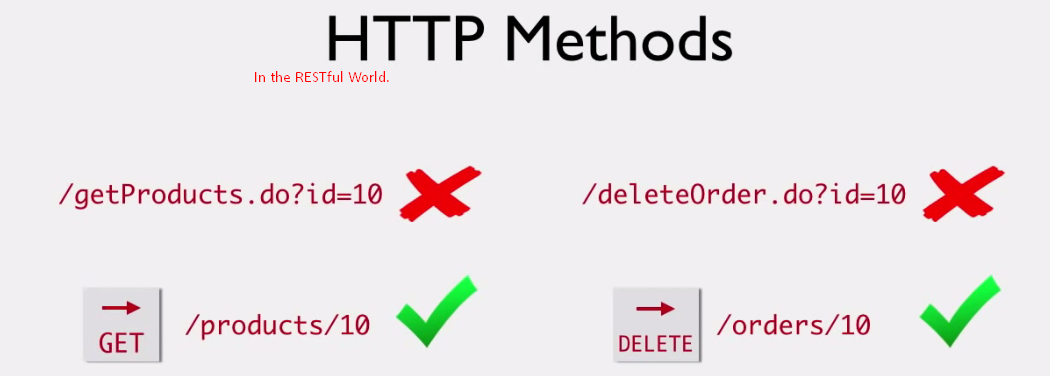 HTTP Methods
In the RESTful World.
/getProducts.do?id=10
/deleteOrder.do?id=10
GET
/products/10
DELETE
/orders/10